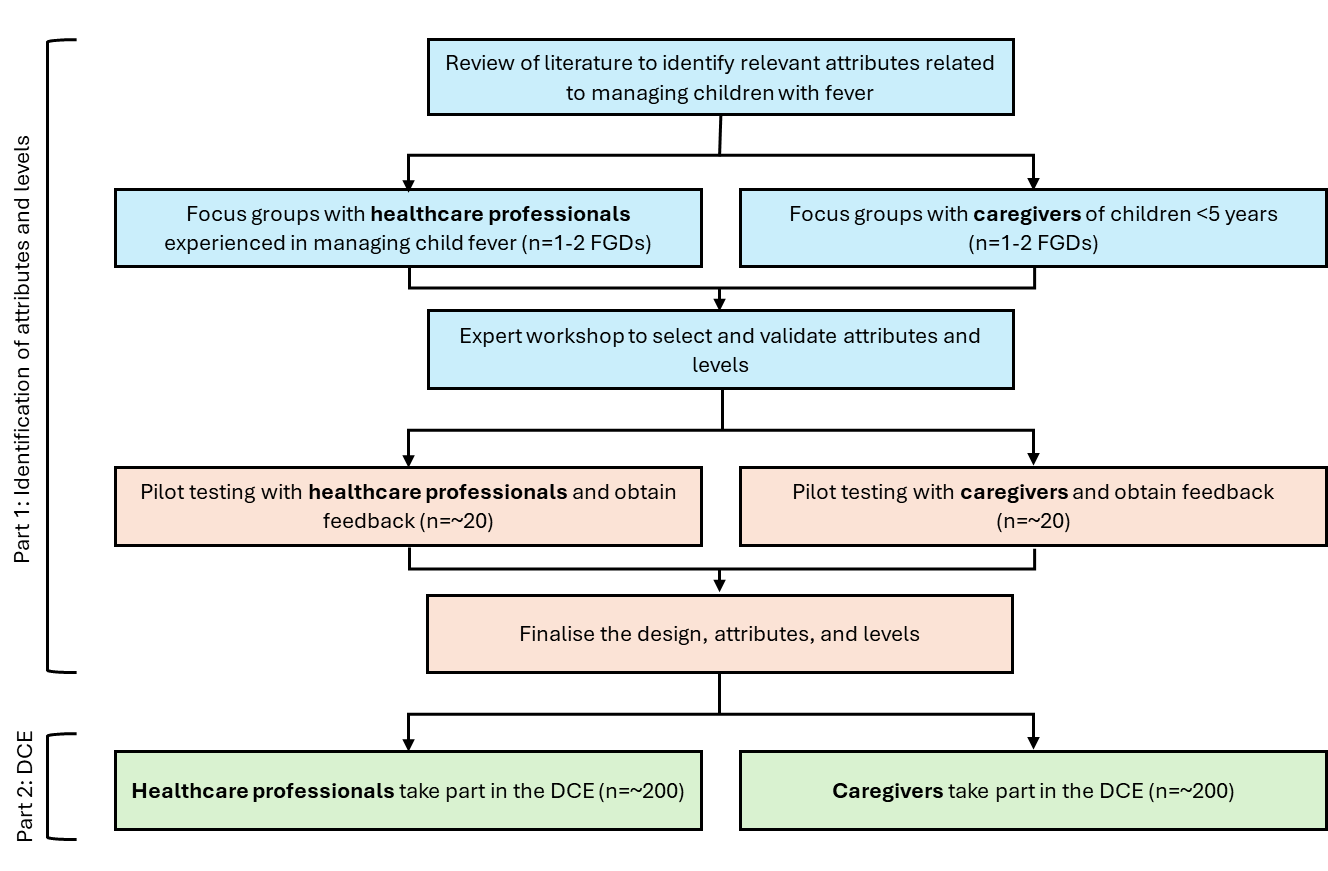 Part 1: Identification of attributes and levels
Review of literature to identify relevant attributes related
to managing children with fever
Focus groups with healthcare professionals
experienced in managing child fever (n=1-2 FGDs)
Focus groups with caregivers of children <5 years
(n=1-2 FGDs)
Expert workshop to select and validate attributes and
levels
Pilot testing with healthcare professionals and obtain
feedback (n=~20)
Pilot testing with caregivers and obtain feedback
(n=~20)
Finalise the design, attributes, and levels
Part 2: DCE
Healthcare professionals take part in the DCE (n=~200)
Caregivers take part in the DCE (n=~200)